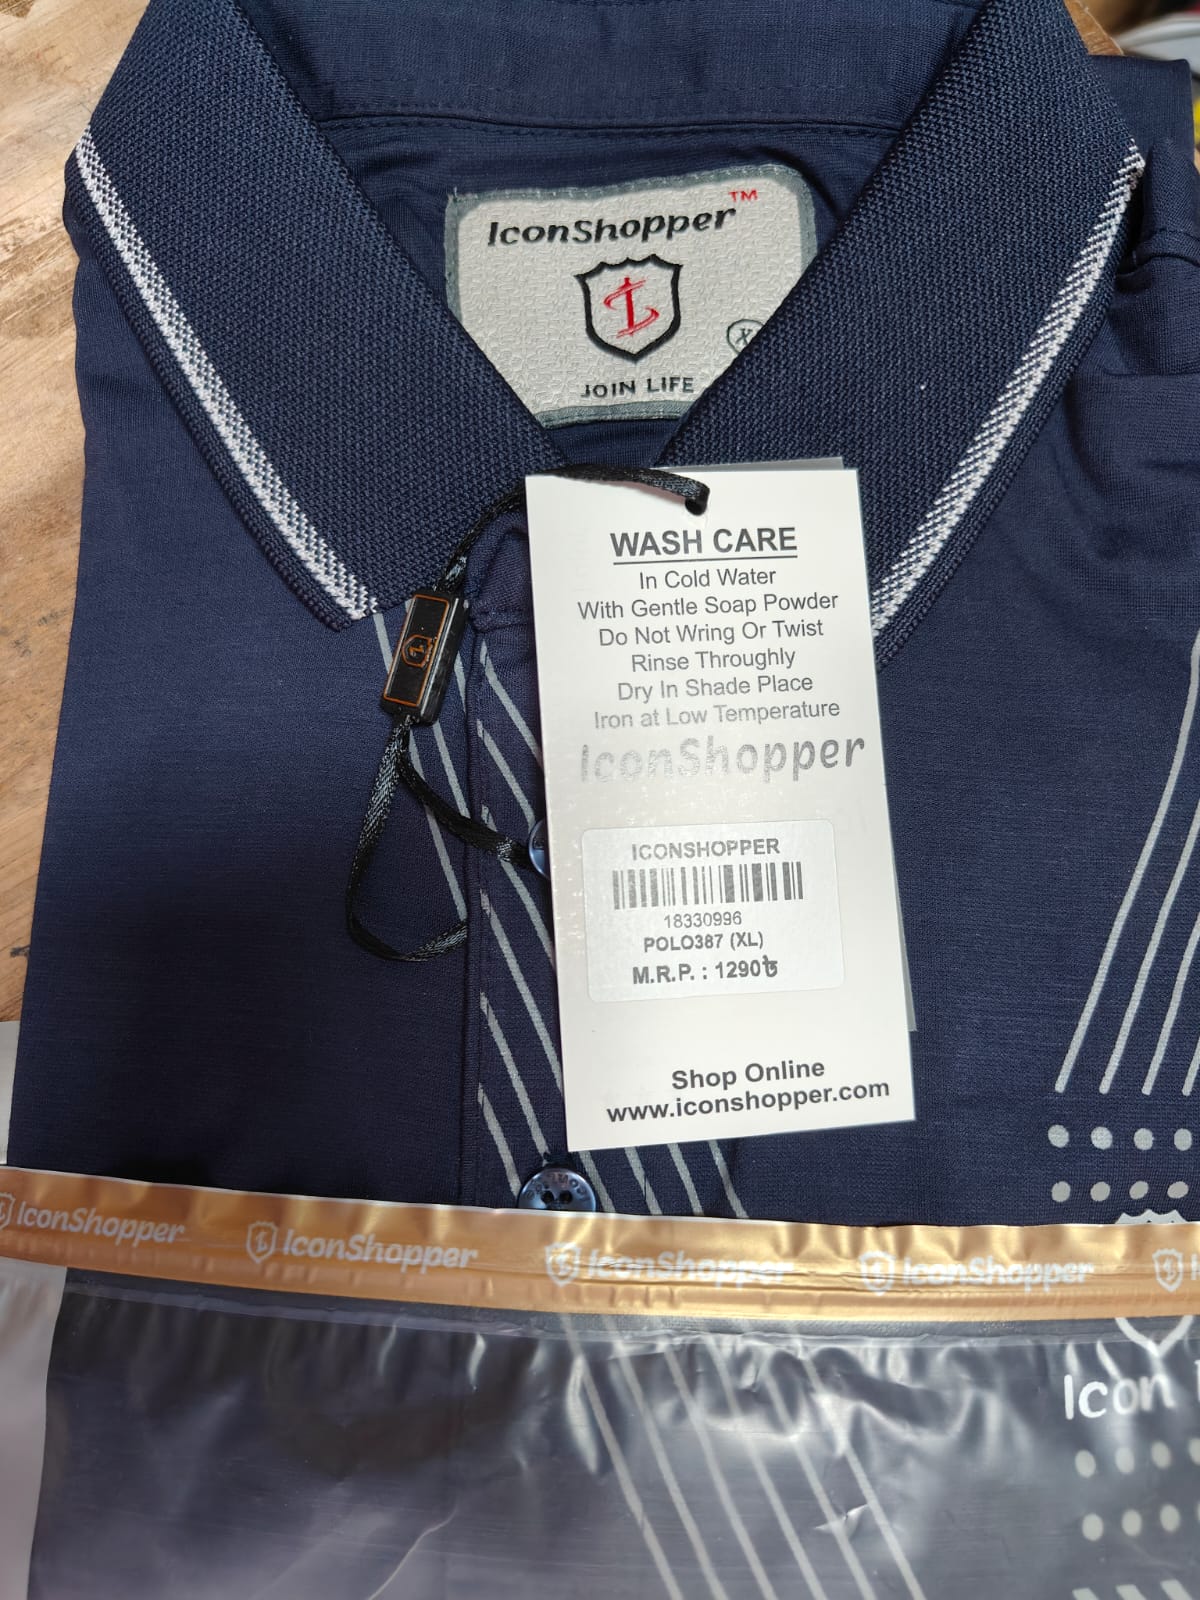 IconShopper™
JOIN LIFE
WASH CARE
In Cold Water
With Gentle Soap Powder
Do Not Wring Or Twist
Rinse Throughly
Dry In Shade Place
Iron at Low Temperature
IconShopper
ICONSHOPPER
18330996
POLO387 (XL)
M.R.P. : 1290৳
Shop Online
www.iconshopper.com
IconShopper IconShopper IconShopper IconShopper
Icon